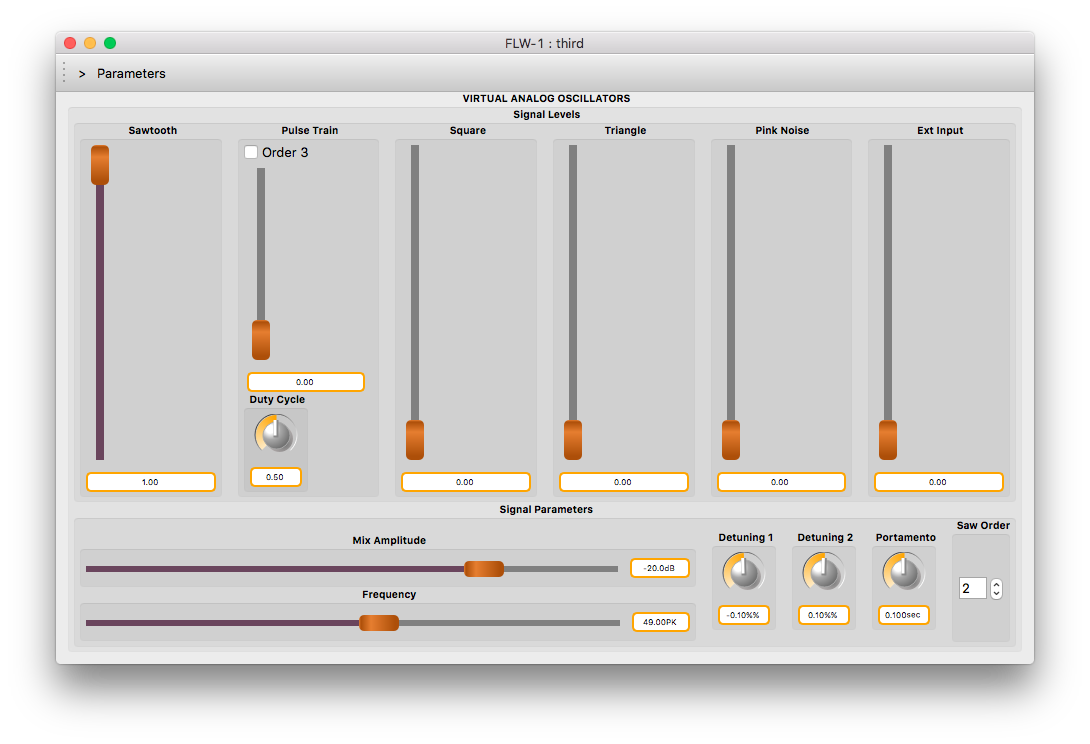 FLW-1 : third
> Parameters
VIRTUAL ANALOG OSCILLATORS
Signal Levels
Sawtooth
1.00
Pulse Train
Order 3
0.00
Duty Cycle
0.50
Square
0.00
Triangle
0.00
Pink Noise
0.00
Ext Input
0.00
Signal Parameters
Mix Amplitude
-20.0dB
Frequency
49.00PK
Detuning 1
-0.10%%
Detuning 2
0.10%%
Portamento
0.100sec
Saw Order
2